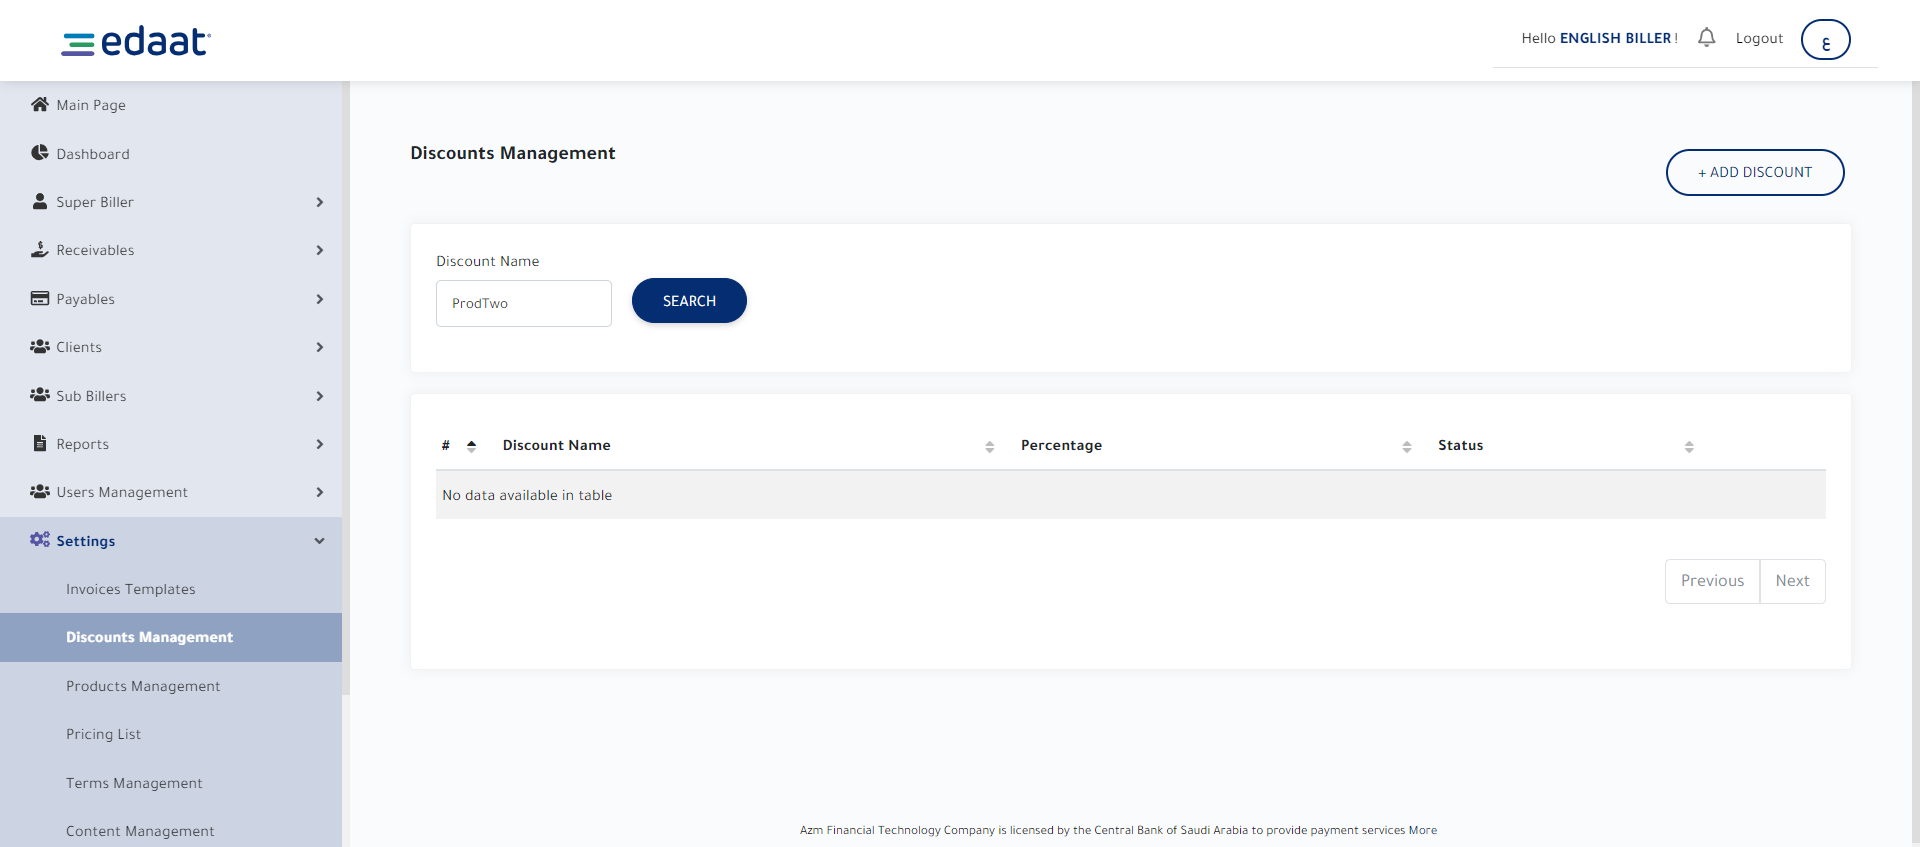 edaat
Hello ENGLISH BILLER !
Logout
ع
Main Page
Dashboard
Super Biller
Receivables
Payables
Clients
Sub Billers
Reports
Users Management
Settings
Invoices Templates
Discounts Management
Products Management
Pricing List
Terms Management
Content Management
Discounts Management
+ ADD DISCOUNT
Discount Name
ProdTwo
SEARCH
# Discount Name Percentage Status
No data available in table
Previous Next
Azm Financial Technology Company is licensed by the Central Bank of Saudi Arabia to provide payment services More